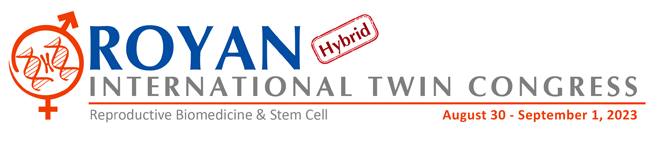 ROYAN
Hybrid
INTERNATIONAL TWIN CONGRESS
Reproductive Biomedicine & Stem Cell
August 30 - September 1, 2023